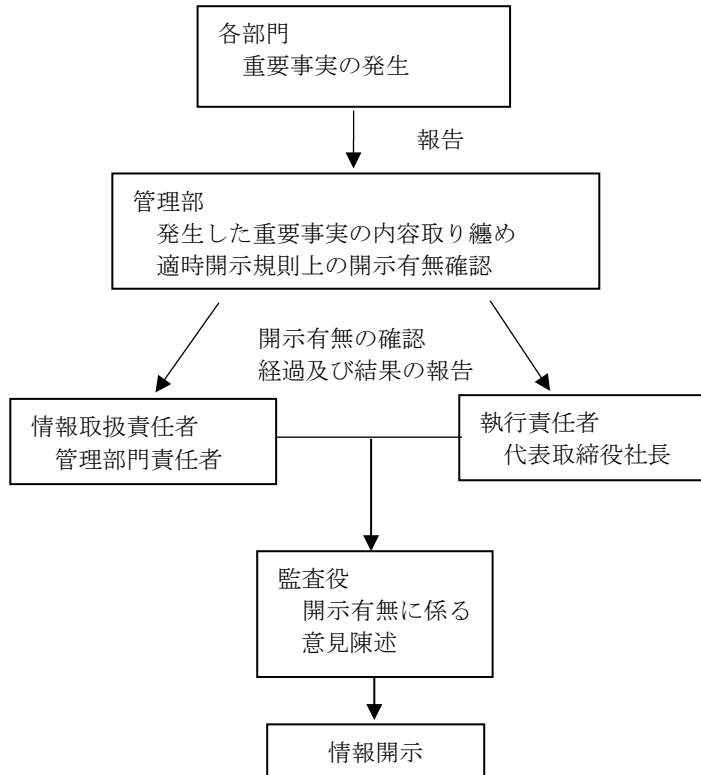 各部門
重要事実の発生
報告
管理部
発生した重要事実の内容取り纏め
適時開示規則上の開示有無確認
開示有無の確認
経過及び結果の報告
情報取扱責任者
管理部門責任者
執行責任者
代表取締役社長
監査役
開示有無に係る
意見陳述
情報開示